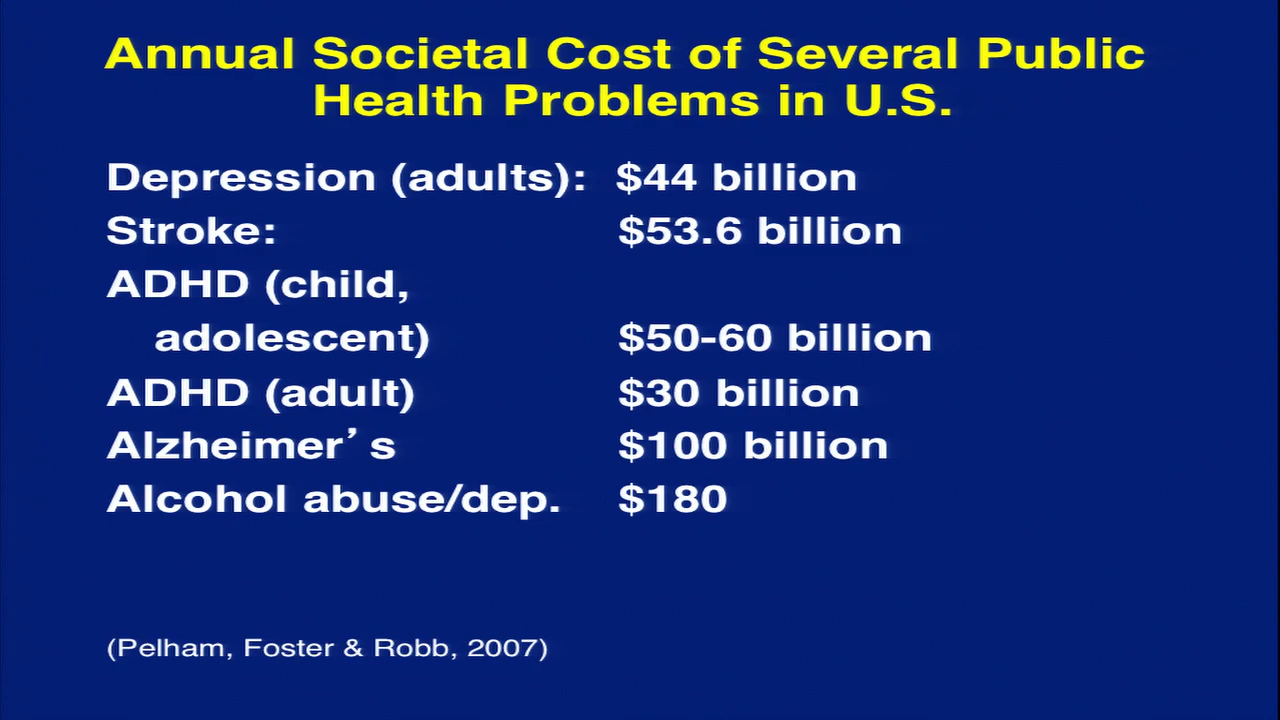 Annual Societal Cost of Several Public
Health Problems in U.S.
Depression (adults): $44 billion
Stroke: $53.6 billion
ADHD (child,
adolescent) $50-60 billion
ADHD (adult) $30 billion
Alzheimer’s $100 billion
Alcohol abuse/dep. $180
(Pelham, Foster & Robb, 2007)